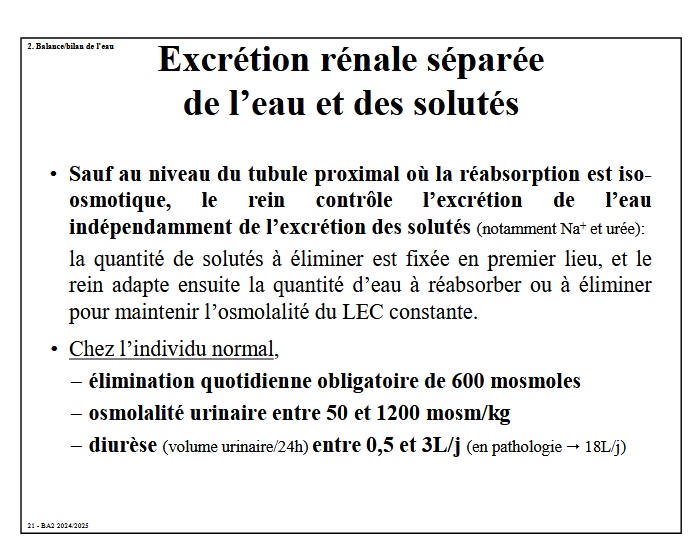 2. Balance/bilan de l'eau
Excrétion rénale séparée
de l’eau et des solutés
• Sauf au niveau du tubule proximal où la réabsorption est iso-
osmotique, le rein contrôle l’excrétion de l’eau
indépendamment de l’excrétion des solutés (notamment Na⁺ et urée):
la quantité de solutés à éliminer est fixée en premier lieu, et le
rein adapte ensuite la quantité d’eau à réabsorber ou à éliminer
pour maintenir l’osmolalité du LEC constante.
• Chez l’individu normal,
– élimination quotidienne obligatoire de 600 mosmoles
– osmolalité urinaire entre 50 et 1200 mosm/kg
– diurèse (volume urinaire/24h) entre 0,5 et 3L/j (en pathologie → 18L/j)
21 - BA2 2024/2025